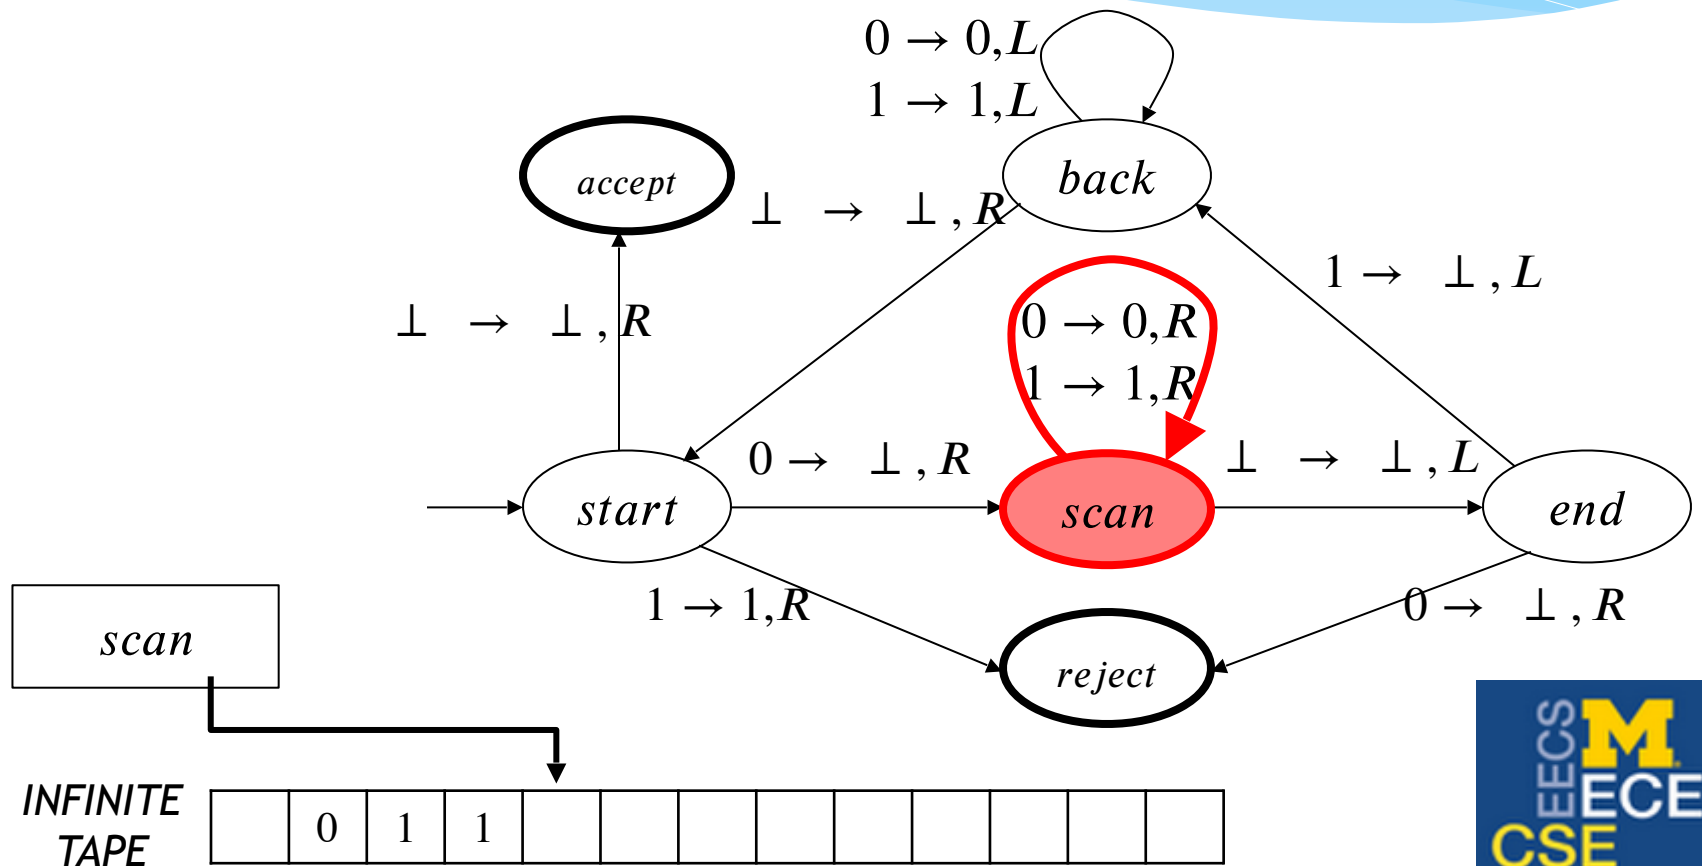 0 → 0,L
1 → 1,L
accept
back
⊥ → ⊥ , R
1 → ⊥ , L
⊥ → ⊥ , R
0 → 0,R
1 → 1,R
start
0 → ⊥ , R
scan
⊥ → ⊥ , L
end
1 → 1,R
reject
0 → ⊥ , R
scan
INFINITE
TAPE
0 1 1
EECS
M
ECE
CSE